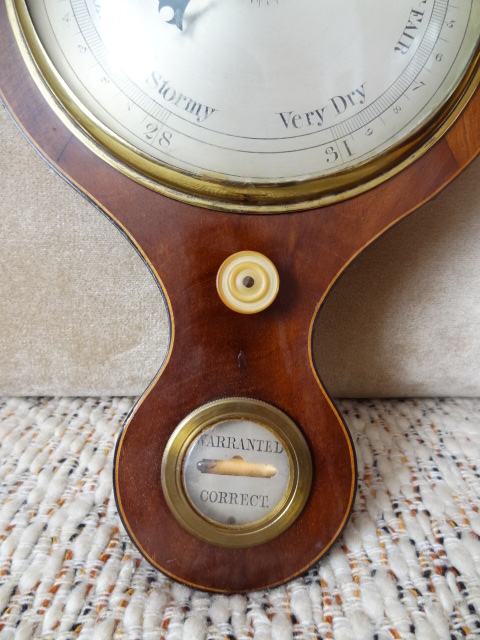 FAIR
Stormy
Very Dry
28
31
WARRANTED
CORRECT.